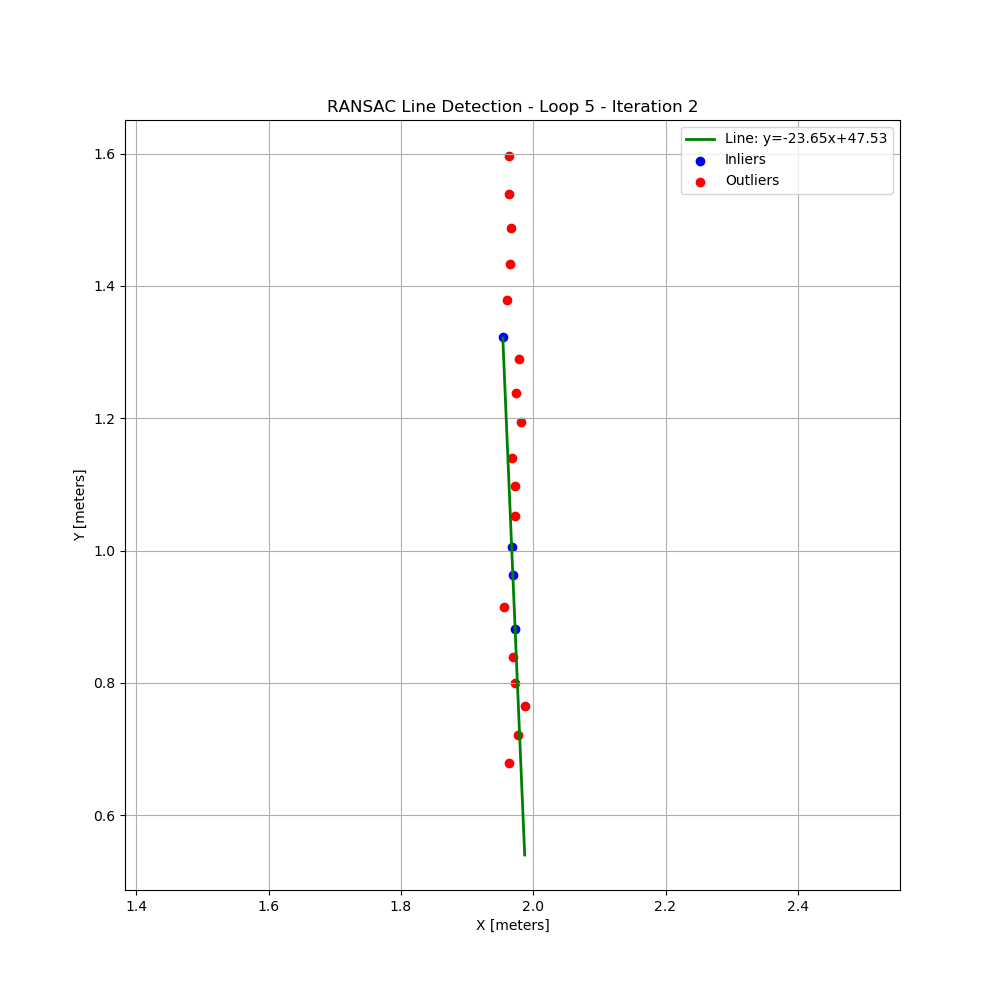 RANSAC Line Detection - Loop 5 - Iteration 2
Line: y=-23.65x+47.53
Inliers
Outliers
1.6
1.4
1.2
1.0
0.8
0.6
Y [meters]
1.4 1.6 1.8 2.0 2.2 2.4
X [meters]